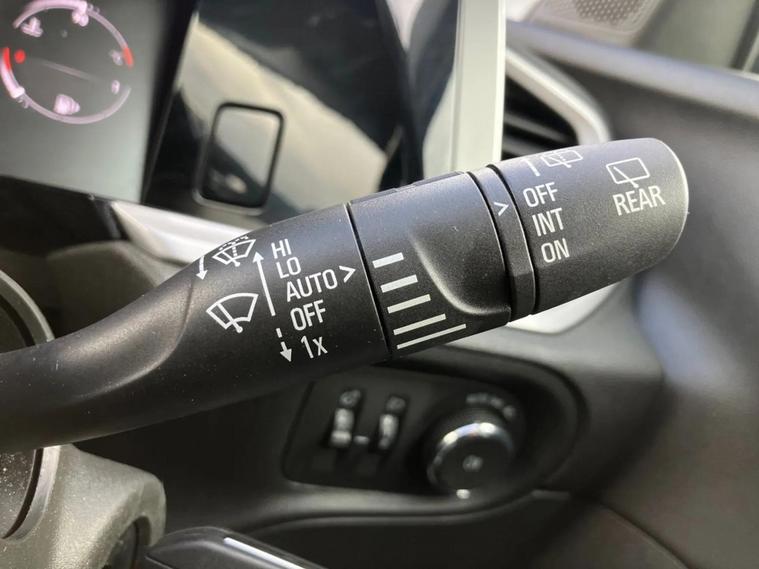 HI
LO
AUTO >
OFF
1x
>
OFF
INT
ON
REAR